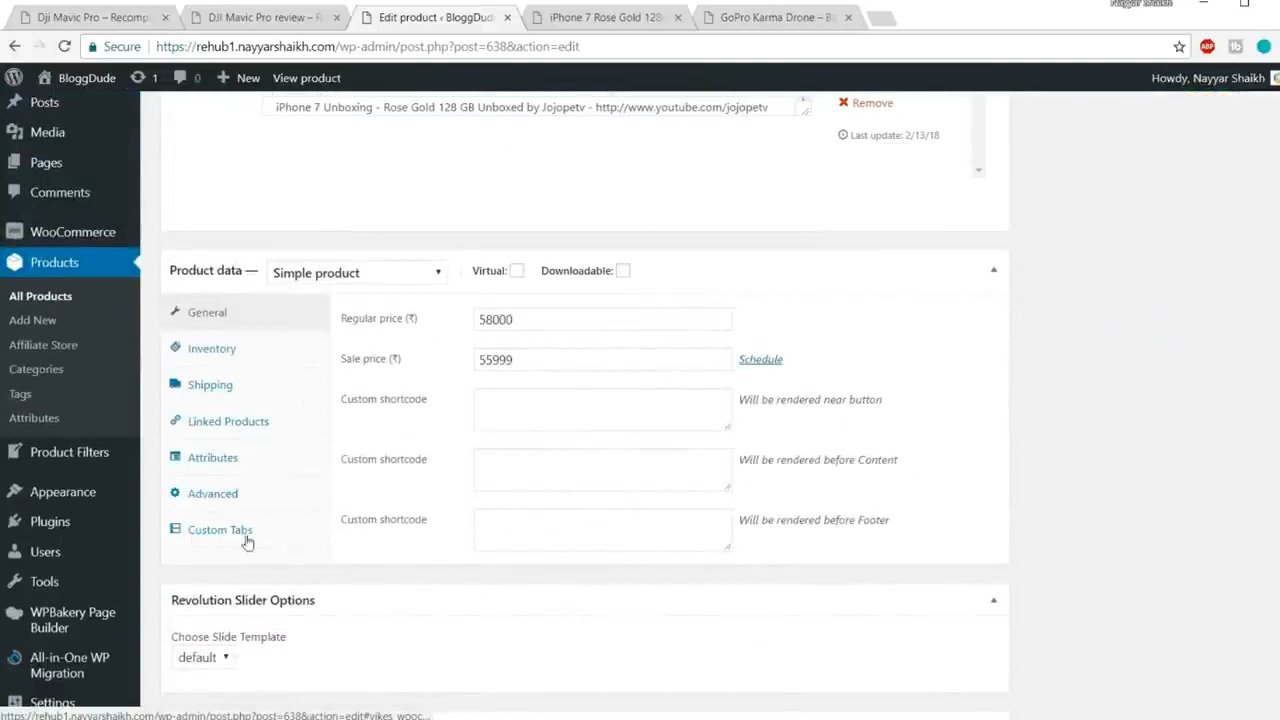 Nayyar Shaikh
Dji Mavic Pro – Recomp
DJI Mavic Pro review – R
Edit product ‹ BloggDud
iPhone 7 Rose Gold 128
GoPro Karma Drone – B
Secure
https://rehub1.nayyarshaikh.com/wp-admin/post.php?post=638&action=edit
ABP
BloggDude
1
0
New
View product
Howdy, Nayyar Shaikh
Posts
Media
Pages
Comments
WooCommerce
Products
All Products
Add New
Affiliate Store
Categories
Tags
Attributes
Product Filters
Appearance
Plugins
Users
Tools
WPBakery Page
Builder
All-in-One WP
Migration
Settings
iPhone 7 Unboxing - Rose Gold 128 GB Unboxed by Jojopetv - http://www.youtube.com/jojopetv
Remove
Last update: 2/13/18
Product data —
Simple product
Virtual:
Downloadable:
General
Inventory
Shipping
Linked Products
Attributes
Advanced
Custom Tabs
Regular price (₹)
58000
Sale price (₹)
55999
Schedule
Custom shortcode
Will be rendered near button
Custom shortcode
Will be rendered before Content
Custom shortcode
Will be rendered before Footer
Revolution Slider Options
Choose Slide Template
default
https://rehub1.nayyarshaikh.com/wp-admin/post.php?post=638&action=edit#yikes_wooc...